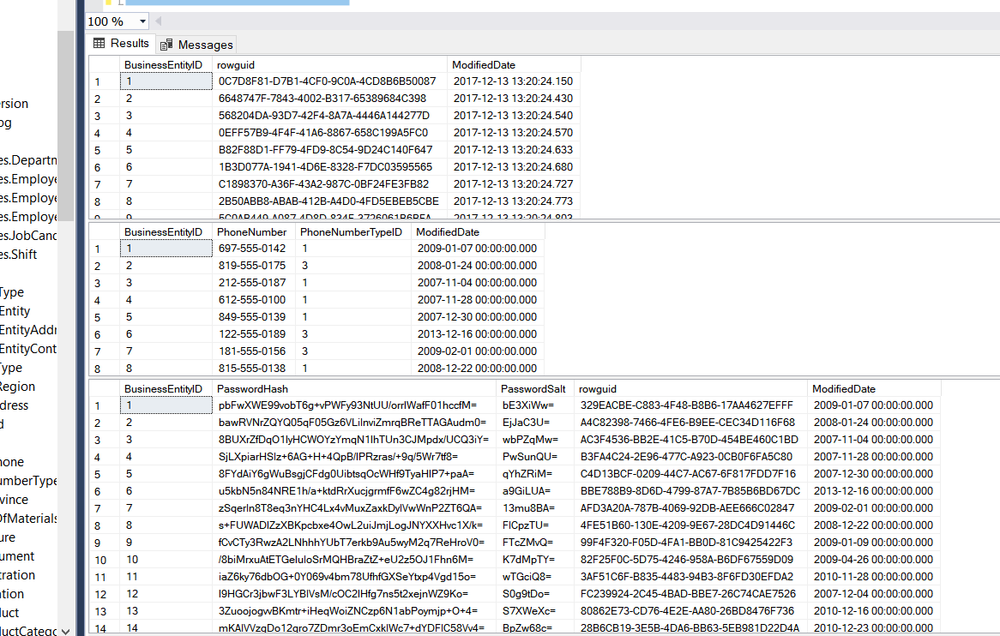 100 %
Results Messages
BusinessEntityID rowguid ModifiedDate
1 1 0C7D8F81-D7B1-4CF0-9C0A-4CD8B6B50087 2017-12-13 13:20:24.150
2 2 6648747F-7843-4002-B317-65389684C398 2017-12-13 13:20:24.430
3 3 568204DA-93D7-42F4-8A7A-4446A144277D 2017-12-13 13:20:24.540
4 4 0EFF57B9-4F4F-41A6-8867-658C199A5FC0 2017-12-13 13:20:24.570
5 5 B82F88D1-FF79-4FD9-8C54-9D24C140F647 2017-12-13 13:20:24.633
6 6 1B3D077A-1941-4D6E-8328-F7DC03595565 2017-12-13 13:20:24.680
7 7 C1898370-A36F-43A2-987C-0BF24FE3FB82 2017-12-13 13:20:24.727
8 8 2B50ABB8-ABAB-412B-A4D0-4FD5EBEB5CBE 2017-12-13 13:20:24.773
BusinessEntityID PhoneNumber PhoneNumberTypeID ModifiedDate
1 1 697-555-0142 1 2009-01-07 00:00:00.000
2 2 819-555-0175 3 2008-01-24 00:00:00.000
3 3 212-555-0187 1 2007-11-04 00:00:00.000
4 4 612-555-0100 1 2007-11-28 00:00:00.000
5 5 849-555-0139 1 2007-12-30 00:00:00.000
6 6 122-555-0189 3 2013-12-16 00:00:00.000
7 7 181-555-0156 3 2009-02-01 00:00:00.000
8 8 815-555-0138 1 2008-12-22 00:00:00.000
BusinessEntityID PasswordHash PasswordSalt rowguid ModifiedDate
1 1 pbFwXWE99vobT6g+vPWFy93NtUU/orrIWafF01hccfM= bE3XiWw= 329EACBE-C883-4F48-B8B6-17AA4627EFFF 2009-01-07 00:00:00.000
2 2 bawRVNrZQYQ05qF05Gz6VLilnviZmrqBReTTAGAudm0= EjJaC3U= A4C82398-7466-4FE6-B9EE-CEC34D116F68 2008-01-24 00:00:00.000
3 3 8BUXrZfDqO1IyHCWOYzYmqN1IhTUn3CJMpdx/UCQ3iY= wbPZqMw= AC3F4536-BB2E-41C5-B70D-454BE460C1BD 2007-11-04 00:00:00.000
4 4 SjLXpiarHSlz+6AG+H+4QpB/IPRzras/+9q/5Wr7tf8= PwSunQU= B3FA4C24-2E96-477C-A923-0CB0F6FA5C80 2007-11-28 00:00:00.000
5 5 8FYdAiY6gWuBsgjCFdg0UibtsqOcWHf9TyaHIP7+paA= qYhZRiM= C4D13BCF-0209-44C7-AC67-6F817FDD7F16 2007-12-30 00:00:00.000
6 6 u5kbN5n84NRE1h/a+ktdRrXucjgrmfF6wZC4g82rjHM= a9GiLUA= BBE788B9-8D6D-4799-87A7-7B85B6BD67DC 2013-12-16 00:00:00.000
7 7 zSqerln8T8eq3nYHC4Lx4vMuxZaxkDylVwWnP2ZT6QA= 13mu8BA= AFD3A20A-787B-4069-92DB-AEE666C02847 2009-02-01 00:00:00.000
8 8 s+FUWADIZzXBKpcbxe4OwL2uiJmjLogJNYXXHvc1X/k= FlCpzTU= 4FE51B60-130E-4209-9E67-28DC4D91446C 2008-12-22 00:00:00.000
9 9 fCvCTy3RwzA2LNhhhYUbT7erkb9Au5wyM2q7ReHroV0= FTcZMvQ= 99F4F320-F05D-4FA1-BB0D-81C9425422F3 2009-01-09 00:00:00.000
10 10 /8biMrxuAtETGeluloSrMQHBraZtZ+eU2z5OJ1Fhn6M= K7dMpTY= 82F25F0C-5D75-4246-958A-B6DF67559D09 2009-04-26 00:00:00.000
11 11 iaZ6ky76dbOG+0Y069v4bm78UfhfGXSeYtxp4Vgd15o= wTGciQ8= 3AF51C6F-B835-4483-94B3-8F6FD30EFDA2 2010-11-28 00:00:00.000
12 12 I9HGCr3jbwF3LYBIVsM/cOC2IHfg7ns5t2xejnWZ9Ko= S0g9tDo= FC239924-2C45-4BAD-BBE7-26C74CAE7526 2007-12-04 00:00:00.000
13 13 3ZuoojogvvBKmtr+iHeqWoiZNCzp6N1abPoymjp+O+4= S7XWeXc= 80862E73-CD76-4E2E-AA80-26BD8476F736 2010-12-16 00:00:00.000
14 14 BpZw68c= 28B6CB19-3E5B-4DA6-BB63-5EB981D22D4A 2010-12-23 00:00:00.000
ersion
og
es.Departn
es.Employe
es.Employe
es.Employe
es.JobCanc
es.Shift
Type
Entity
EntityAddr
EntityCont
Type
Region
dress
d
hone
umberType
vince
OfMaterials
ure
ument
tration
ation
duct
ductCatego